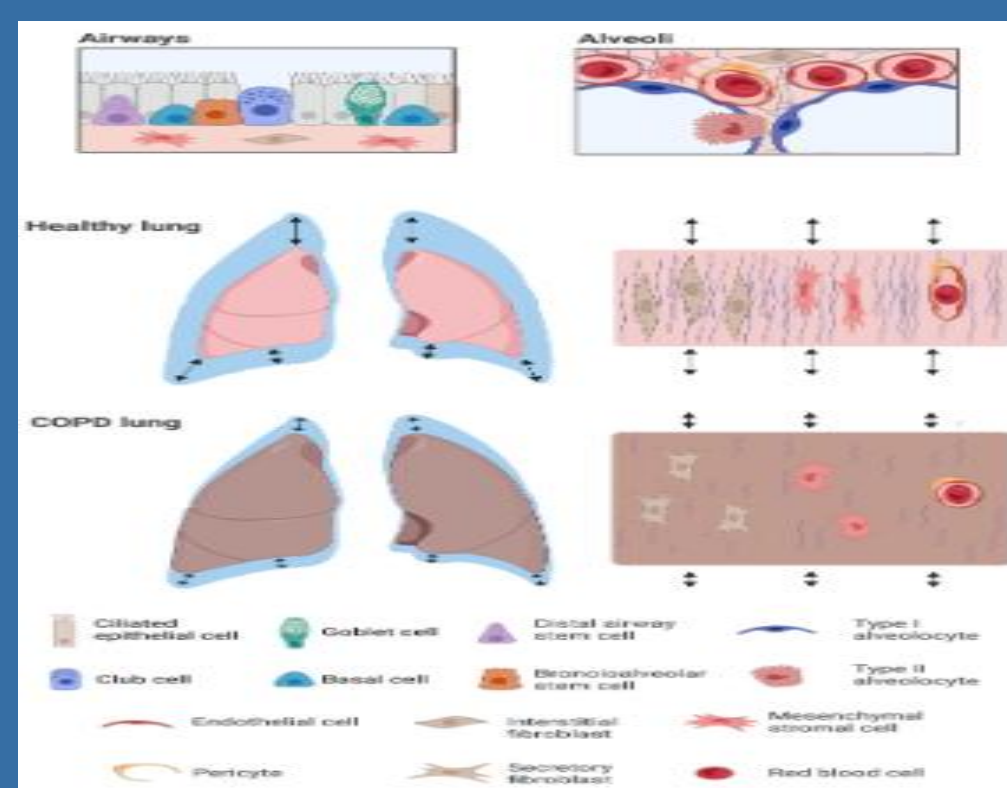 Airways
Alveoli
Healthy lung
COPD lung
Ciliated
epithelial cell
Goblet cell
Distal airway
stem cell
Type I
alveolocyte
Club cell
Basal cell
Broncioalveolar
stem cell
Type II
alveolocyte
Endothelial cell
Interstitial
fibroblast
Mesenchymal
stromal cell
Pericyte
Secretory
fibroblast
Red blood cell